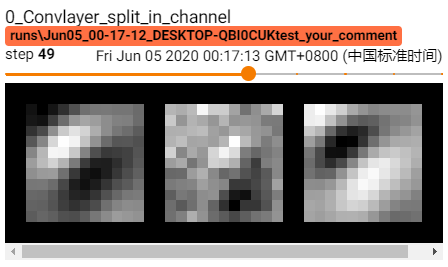 0_Convlayer_split_in_channel
runs\Jun05_00-17-12_DESKTOP-QBI0CUKtest_your_comment
step 49 Fri Jun 05 2020 00:17:13 GMT+0800 (中国标准时间)